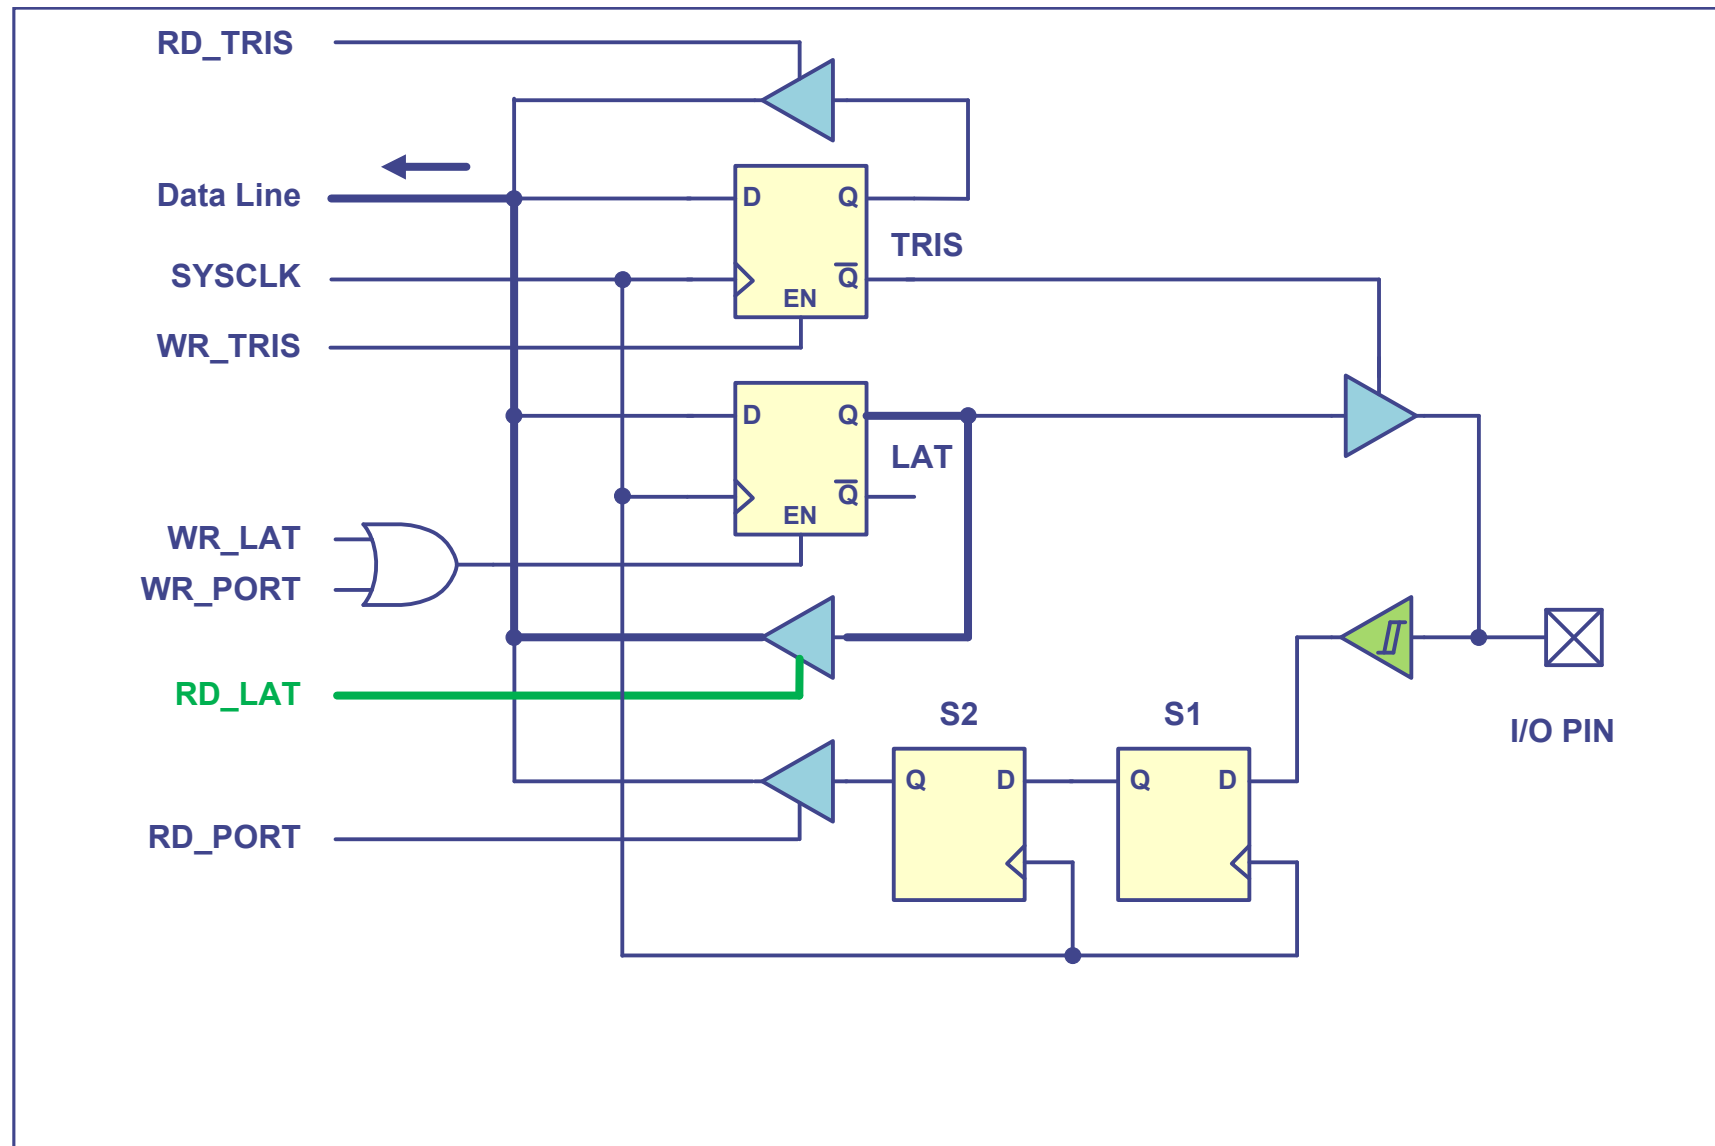 RD_TRIS
Data Line
D
Q
TRIS
SYSCLK
Q
EN
WR_TRIS
D
Q
LAT
Q
EN
WR_LAT
WR_PORT
RD_LAT
S2
S1
I/O PIN
Q
D
Q
D
RD_PORT